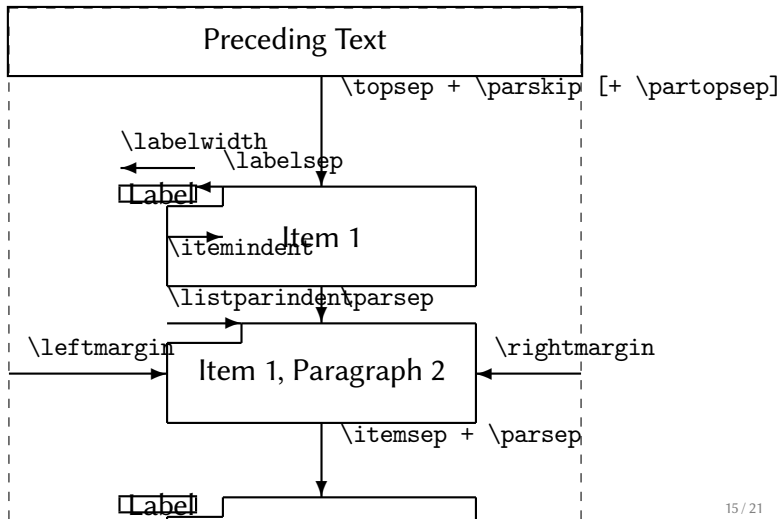 Preceding Text
\topsep + \parskip [+ \partopsep]
\labelwidth
\labelsep
Label
Item 1
\itemindent
\listparindent\parsep
\leftmargin
\rightmargin
Item 1, Paragraph 2
\itemsep + \parsep
Label
15 / 21